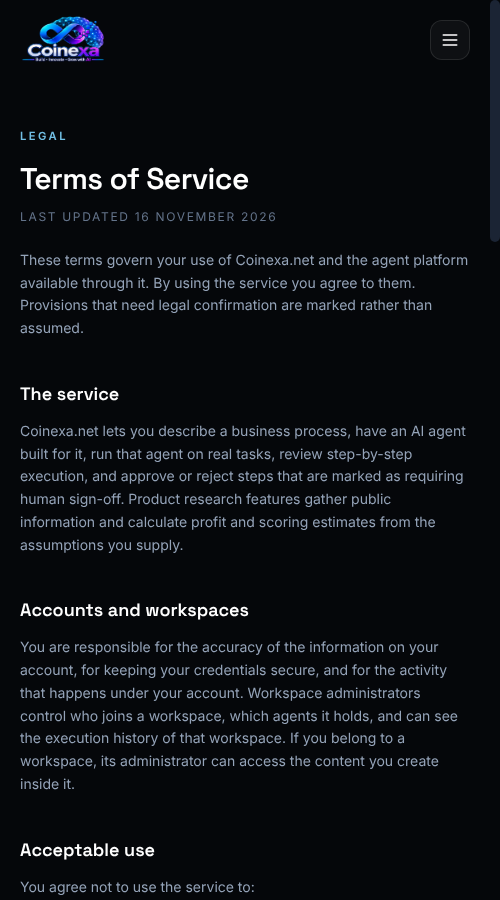 Coinexa
Build • Innovate • Grow with AI
LEGAL
Terms of Service
LAST UPDATED 16 NOVEMBER 2026
These terms govern your use of Coinexa.net and the agent platform
available through it. By using the service you agree to them.
Provisions that need legal confirmation are marked rather than
assumed.
The service
Coinexa.net lets you describe a business process, have an AI agent
built for it, run that agent on real tasks, review step-by-step
execution, and approve or reject steps that are marked as requiring
human sign-off. Product research features gather public
information and calculate profit and scoring estimates from the
assumptions you supply.
Accounts and workspaces
You are responsible for the accuracy of the information on your
account, for keeping your credentials secure, and for the activity
that happens under your account. Workspace administrators
control who joins a workspace, which agents it holds, and can see
the execution history of that workspace. If you belong to a
workspace, its administrator can access the content you create
inside it.
Acceptable use
You agree not to use the service to: